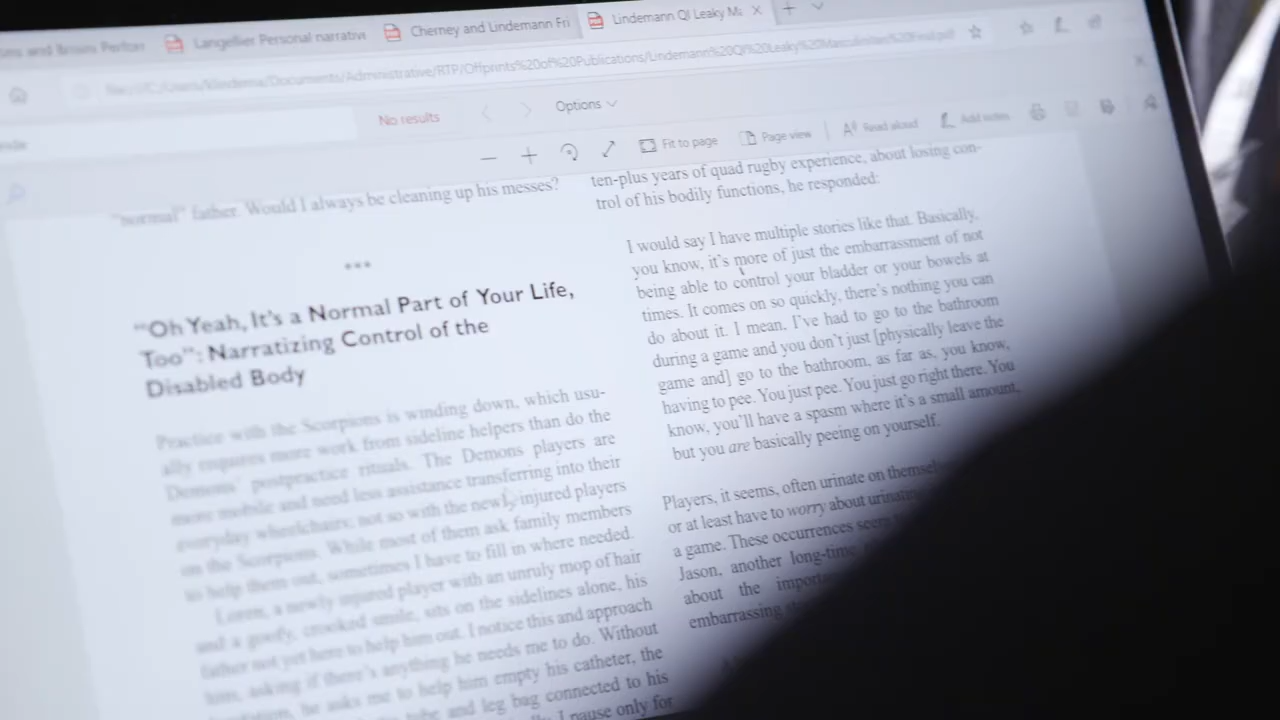 Langellier Personal narrativ
Cherney and Lindemann Fri
Lindemann QI Leaky Ma
No results
Options
Fit to page
Page view
Read aloud
Add notes
"normal" father. Would I always be cleaning up his messes?
***
"Oh Yeah, It's a Normal Part of Your Life,
Too": Narratizing Control of the
Disabled Body
Practice with the Scorpions is winding down, which usu-
ally requires more work from sideline helpers than do the
Demons' postpractice rituals. The Demons players are
more mobile and need less assistance transferring into their
everyday wheelchairs; not so with the newly injured players
on the Scorpions. While most of them ask family members
to help them out, sometimes I have to fill in where needed.
Loren, a newly injured player with an unruly mop of hair
and a goofy, crooked smile, sits on the sidelines alone, his
father not yet here to help him out. I notice this and approach
him, asking if there's anything he needs me to do. Without
he asks me to help him empty his catheter, the
tube and leg bag connected to his
I pause only for
ten-plus years of quad rugby experience, about losing con-
trol of his bodily functions, he responded:
I would say I have multiple stories like that. Basically,
you know, it's more of just the embarrassment of not
being able to control your bladder or your bowels at
times. It comes on so quickly, there's nothing you can
do about it. I mean, I've had to go to the bathroom
during a game and you don't just [physically leave the
game and] go to the bathroom, as far as, you know,
having to pee. You just pee. You just go right there. You
know, you'll have a spasm where it's a small amount,
but you are basically peeing on yourself.
Players, it seems, often urinate on
or at least have to worry about
a game. These occurrences
Jason, another long-time
about the
embarrassing